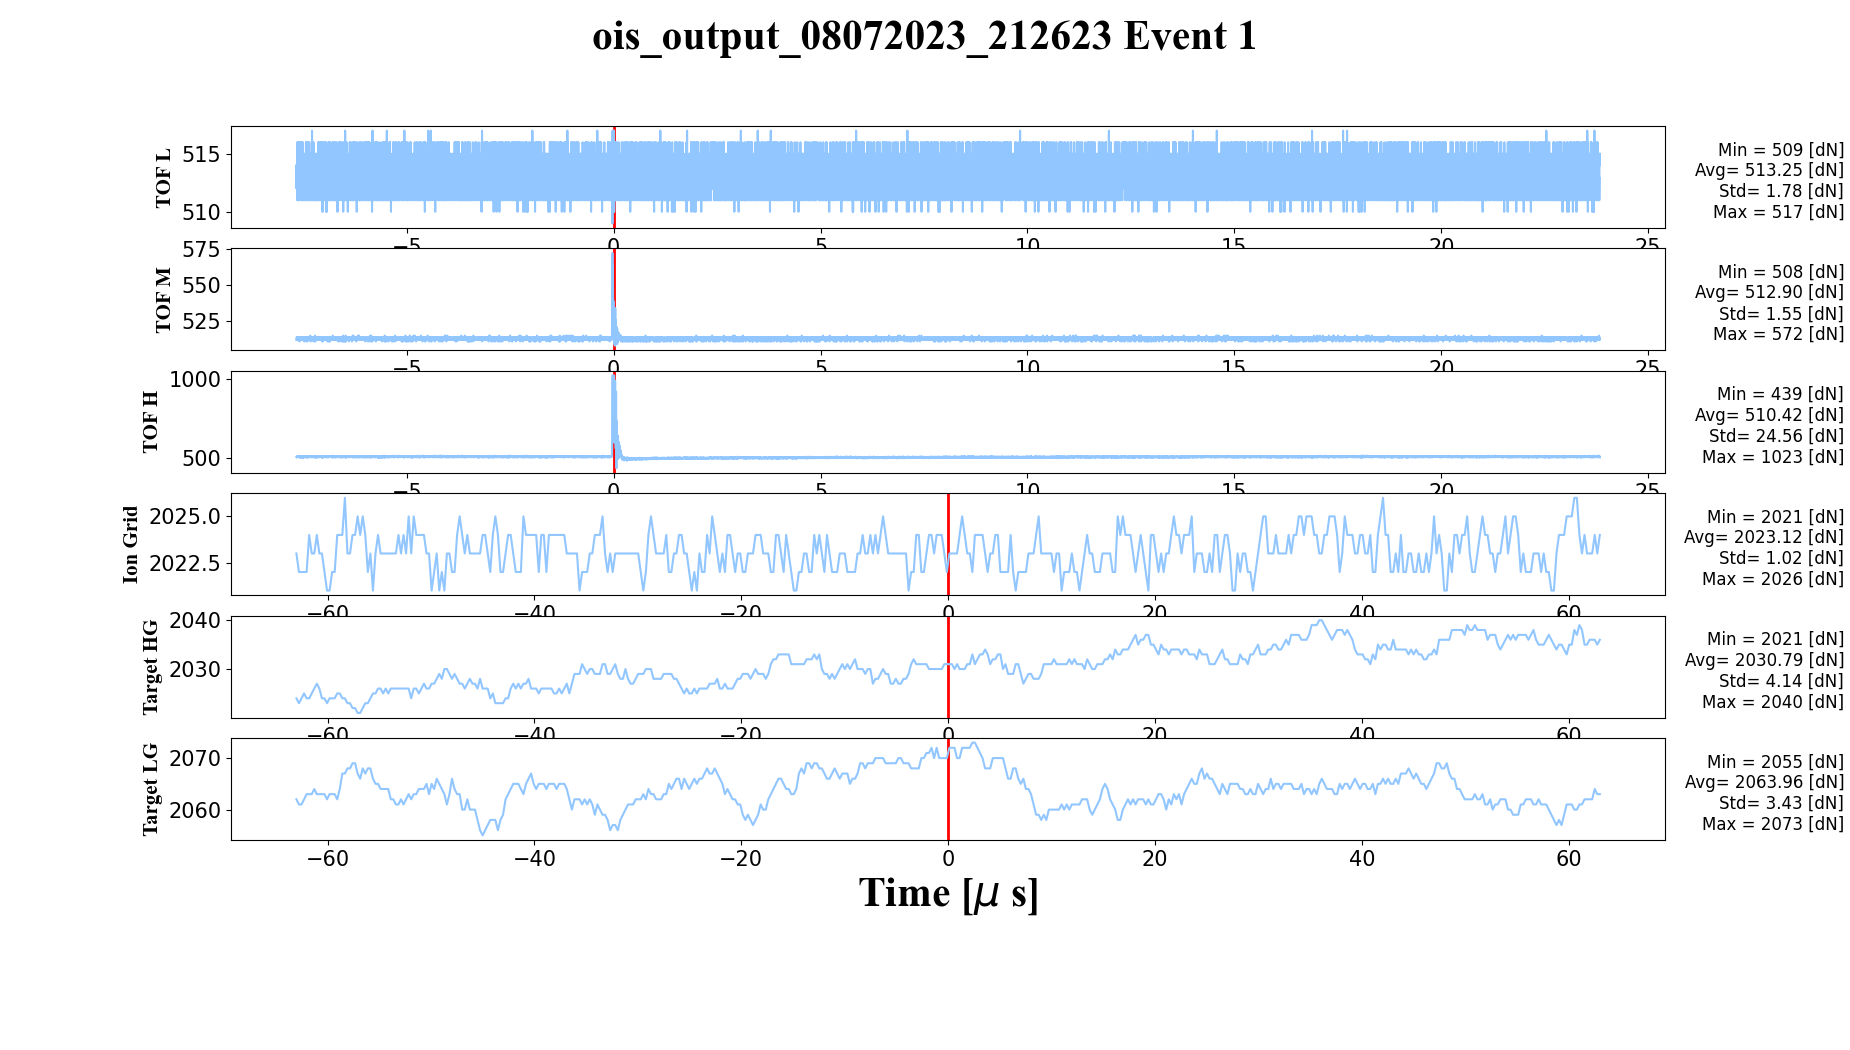 ois_output_08072023_212623 Event 1
TOF L
515
510
−5 0 5 10 15 20 25
Min = 509 [dN]
Avg= 513.25 [dN]
Std= 1.78 [dN]
Max = 517 [dN]
TOF M
575
550
525
−5 0 5 10 15 20 25
Min = 508 [dN]
Avg= 512.90 [dN]
Std= 1.55 [dN]
Max = 572 [dN]
TOF H
1000
500
−5 0 5 10 15 20 25
Min = 439 [dN]
Avg= 510.42 [dN]
Std= 24.56 [dN]
Max = 1023 [dN]
Ion Grid
2025.0
2022.5
−60 −40 −20 0 20 40 60
Min = 2021 [dN]
Avg= 2023.12 [dN]
Std= 1.02 [dN]
Max = 2026 [dN]
Target HG
2040
2030
−60 −40 −20 0 20 40 60
Min = 2021 [dN]
Avg= 2030.79 [dN]
Std= 4.14 [dN]
Max = 2040 [dN]
Target LG
2070
2060
−60 −40 −20 0 20 40 60
Min = 2055 [dN]
Avg= 2063.96 [dN]
Std= 3.43 [dN]
Max = 2073 [dN]
Time [μ s]